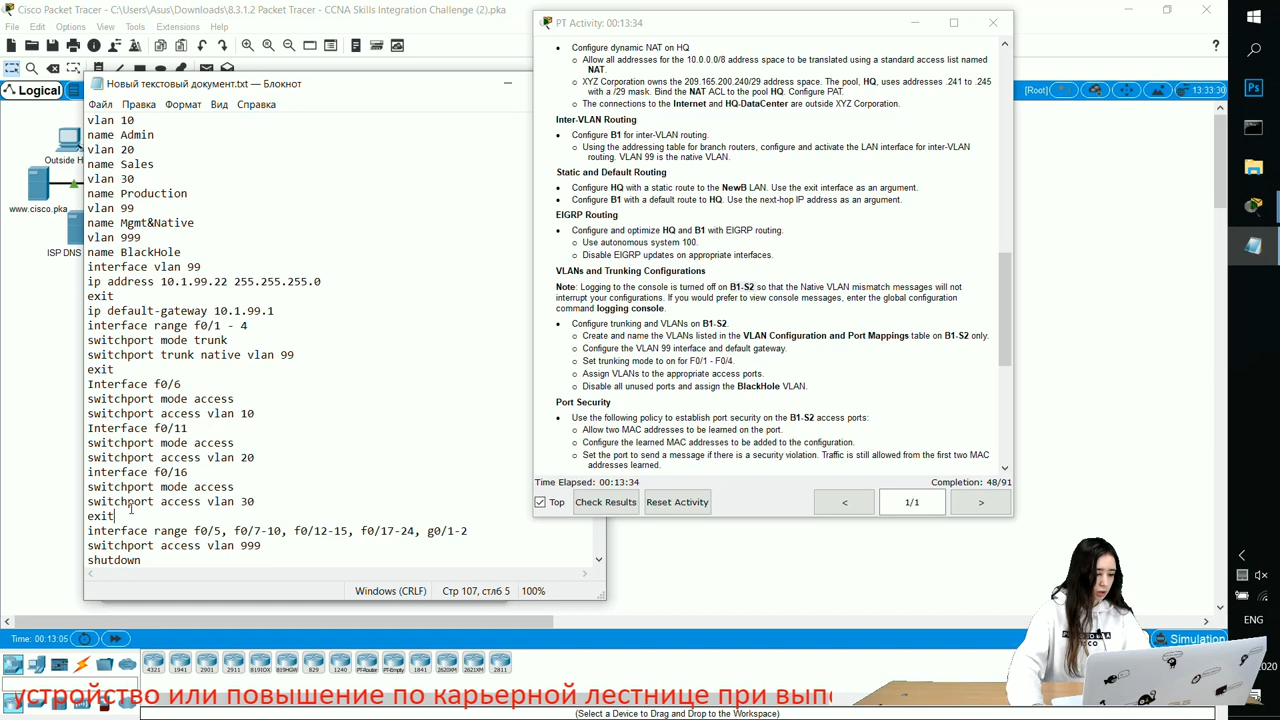 Cisco Packet Tracer - C:\Users\Asus\Downloads\8.3.1.2 Packet Tracer - CCNA Skills Integration Challenge (2).pka
File Edit Options View Tools Extensions Help
Logical
[Root]
13:33:30
Outside H
www.cisco.pka
ISP DNS
Новый текстовый документ.txt — Блокнот
Файл Правка Формат Вид Справка
vlan 10
name Admin
vlan 20
name Sales
vlan 30
name Production
vlan 99
name Mgmt&Native
vlan 999
name BlackHole
interface vlan 99
ip address 10.1.99.22 255.255.255.0
exit
ip default-gateway 10.1.99.1
interface range f0/1 - 4
switchport mode trunk
switchport trunk native vlan 99
exit
Interface f0/6
switchport mode access
switchport access vlan 10
Interface f0/11
switchport mode access
switchport access vlan 20
interface f0/16
switchport mode access
switchport access vlan 30
exit
interface range f0/5, f0/7-10, f0/12-15, f0/17-24, g0/1-2
switchport access vlan 999
shutdown
Windows (CRLF) Стр 107, стлб 5 100%
PT Activity: 00:13:34
Configure dynamic NAT on HQ
Allow all addresses for the 10.0.0.0/8 address space to be translated using a standard access list named
NAT.
XYZ Corporation owns the 209.165.200.240/29 address space. The pool, HQ, uses addresses .241 to .245
with a /29 mask. Bind the NAT ACL to the pool HQ. Configure PAT.
The connections to the Internet and HQ-DataCenter are outside XYZ Corporation.
Inter-VLAN Routing
Configure B1 for inter-VLAN routing.
Using the addressing table for branch routers, configure and activate the LAN interface for inter-VLAN
routing. VLAN 99 is the native VLAN.
Static and Default Routing
Configure HQ with a static route to the NewB LAN. Use the exit interface as an argument.
Configure B1 with a default route to HQ. Use the next-hop IP address as an argument.
EIGRP Routing
Configure and optimize HQ and B1 with EIGRP routing.
Use autonomous system 100.
Disable EIGRP updates on appropriate interfaces.
VLANs and Trunking Configurations
Note: Logging to the console is turned off on B1-S2 so that the Native VLAN mismatch messages will not
interrupt your configurations. If you would prefer to view console messages, enter the global configuration
command logging console.
Configure trunking and VLANs on B1-S2.
Create and name the VLANs listed in the VLAN Configuration and Port Mappings table on B1-S2 only.
Configure the VLAN 99 interface and default gateway.
Set trunking mode to on for F0/1 - F0/4.
Assign VLANs to the appropriate access ports.
Disable all unused ports and assign the BlackHole VLAN.
Port Security
Use the following policy to establish port security on the B1-S2 access ports:
Allow two MAC addresses to be learned on the port.
Configure the learned MAC addresses to be added to the configuration.
Set the port to send a message if there is a security violation. Traffic is still allowed from the first two MAC
addresses learned.
Time Elapsed: 00:13:34 Completion: 48/91
Top Check Results Reset Activity < 1/1 >
Time: 00:13:05
Simulation
4321 1941 2901 2911 819IOX 819HGW 829 1240 PT-Router PT-Empty 1841 2620XM 2621XM 2811
устройство или повышение по карьерной лестнице при вып
(Select a Device to Drag and Drop to the Workspace)
Ps
ENG